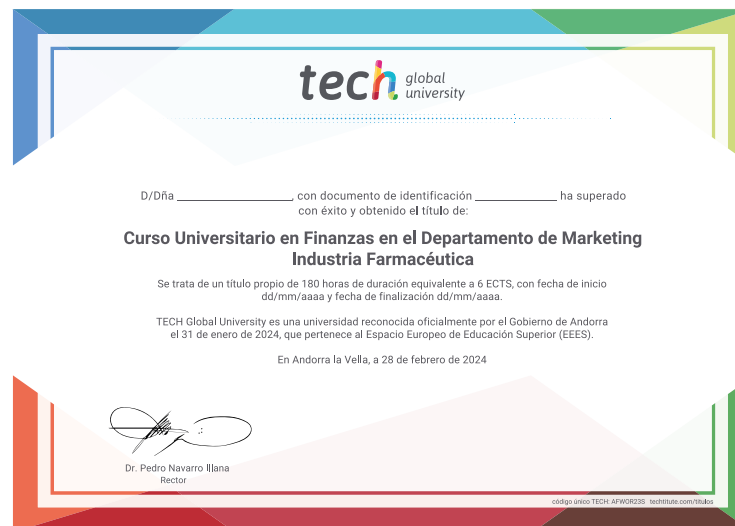 tech global university
D/Dña ____________________, con documento de identificación ______________ ha superado
con éxito y obtenido el título de:
Curso Universitario en Finanzas en el Departamento de Marketing
Industria Farmacéutica
Se trata de un título propio de 180 horas de duración equivalente a 6 ECTS, con fecha de inicio
dd/mm/aaaa y fecha de finalización dd/mm/aaaa.
TECH Global University es una universidad reconocida oficialmente por el Gobierno de Andorra
el 31 de enero de 2024, que pertenece al Espacio Europeo de Educación Superior (EEES).
En Andorra la Vella, a 28 de febrero de 2024
Dr. Pedro Navarro Illana
Rector
código único TECH: AFWOR23S techtitute.com/titulos